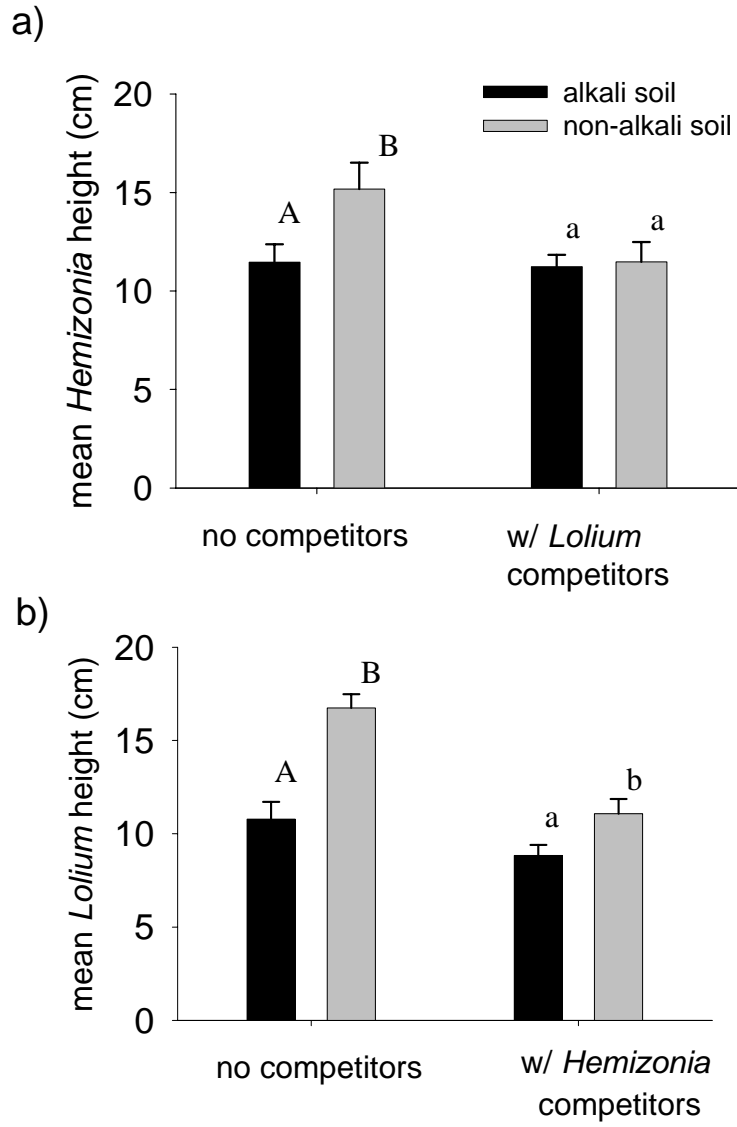 a)
mean Hemizonia height (cm)
20
15
10
5
0
alkali soil
non-alkali soil
A
B
a
a
no competitors
w/ Lolium
competitors
b)
mean Lolium height (cm)
20
15
10
5
0
A
B
a
b
no competitors
w/ Hemizonia
competitors